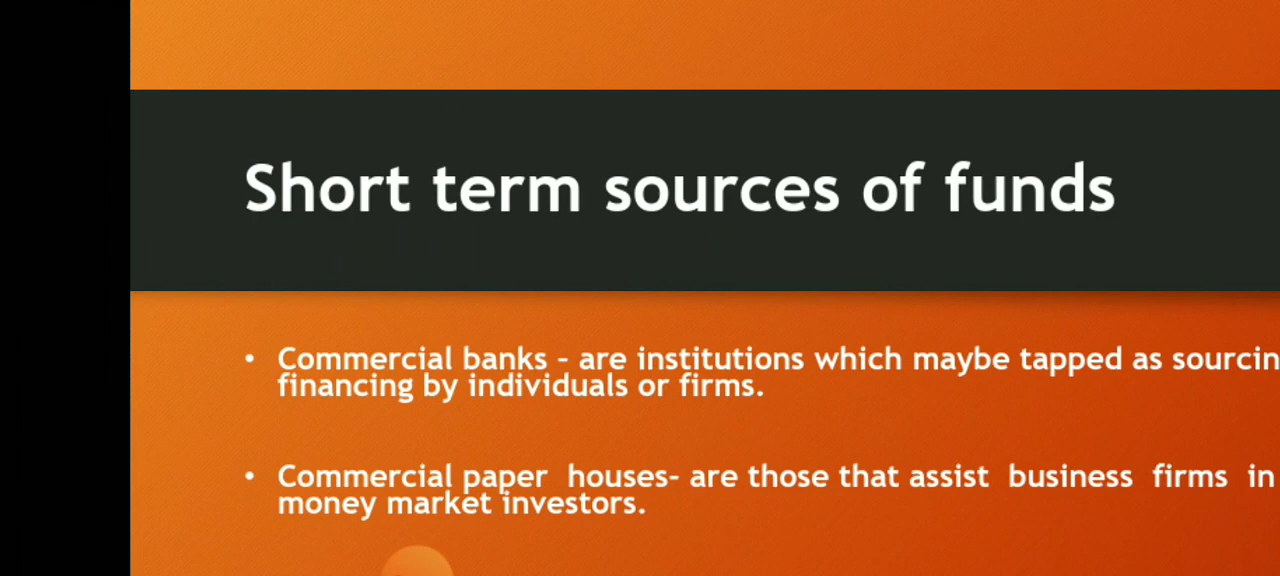 Short term sources of funds
• Commercial banks - are institutions which maybe tapped as sourcin
financing by individuals or firms.
• Commercial paper houses- are those that assist business firms in
money market investors.